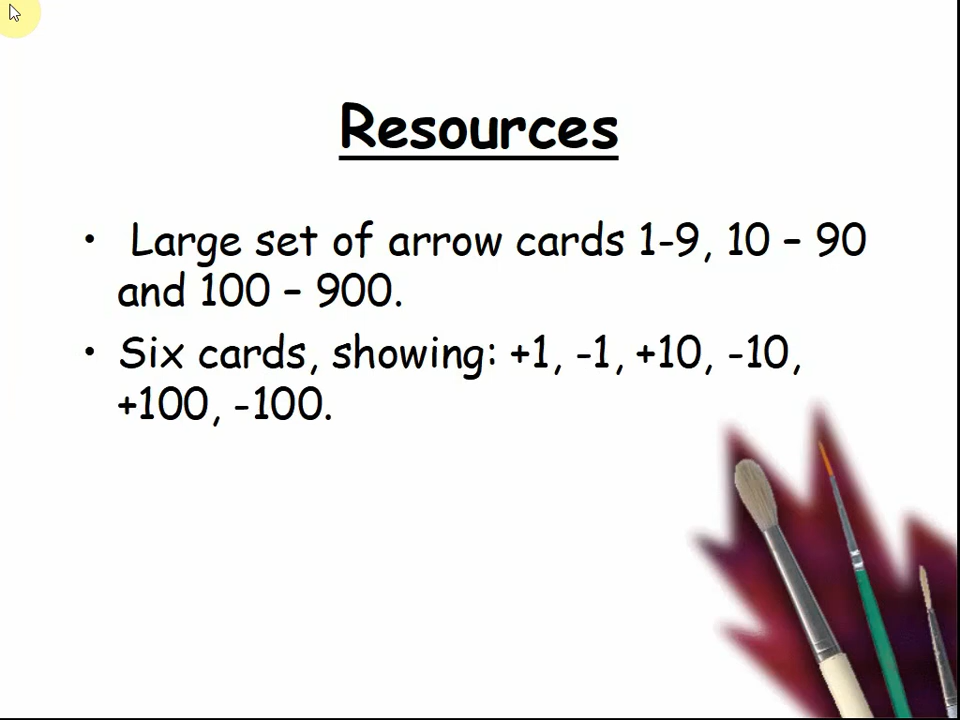 Resources
• Large set of arrow cards 1-9, 10 – 90
and 100 – 900.
• Six cards, showing: +1, -1, +10, -10,
+100, -100.